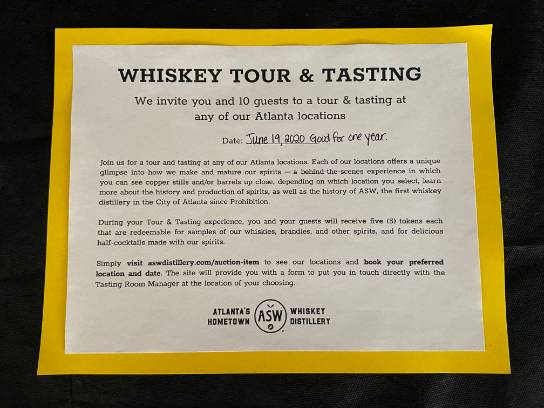 WHISKEY TOUR & TASTING
We invite you and 10 guests to a tour & tasting at
any of our Atlanta locations
Date: June 19, 2020 Good for one year.
Join us for a tour and tasting at any of our Atlanta locations. Each of our locations offers a unique
glimpse into how we make and mature our spirits — a behind-the-scenes experience in which
you can see copper stills and/or barrels up close, depending on which location you select, learn
more about the history and production of spirits, as well as the history of ASW, the first whiskey
distillery in the City of Atlanta since Prohibition.
During your Tour & Tasting experience, you and your guests will receive five (5) tokens each
that are redeemable for samples of our whiskies, brandies, and other spirits, and for delicious
half-cocktails made with our spirits.
Simply visit aswdistillery.com/auction-item to see our locations and book your preferred
location and date. The site will provide you with a form to put you in touch directly with the
Tasting Room Manager at the location of your choosing.
ATLANTA'S HOMETOWN ASW WHISKEY DISTILLERY